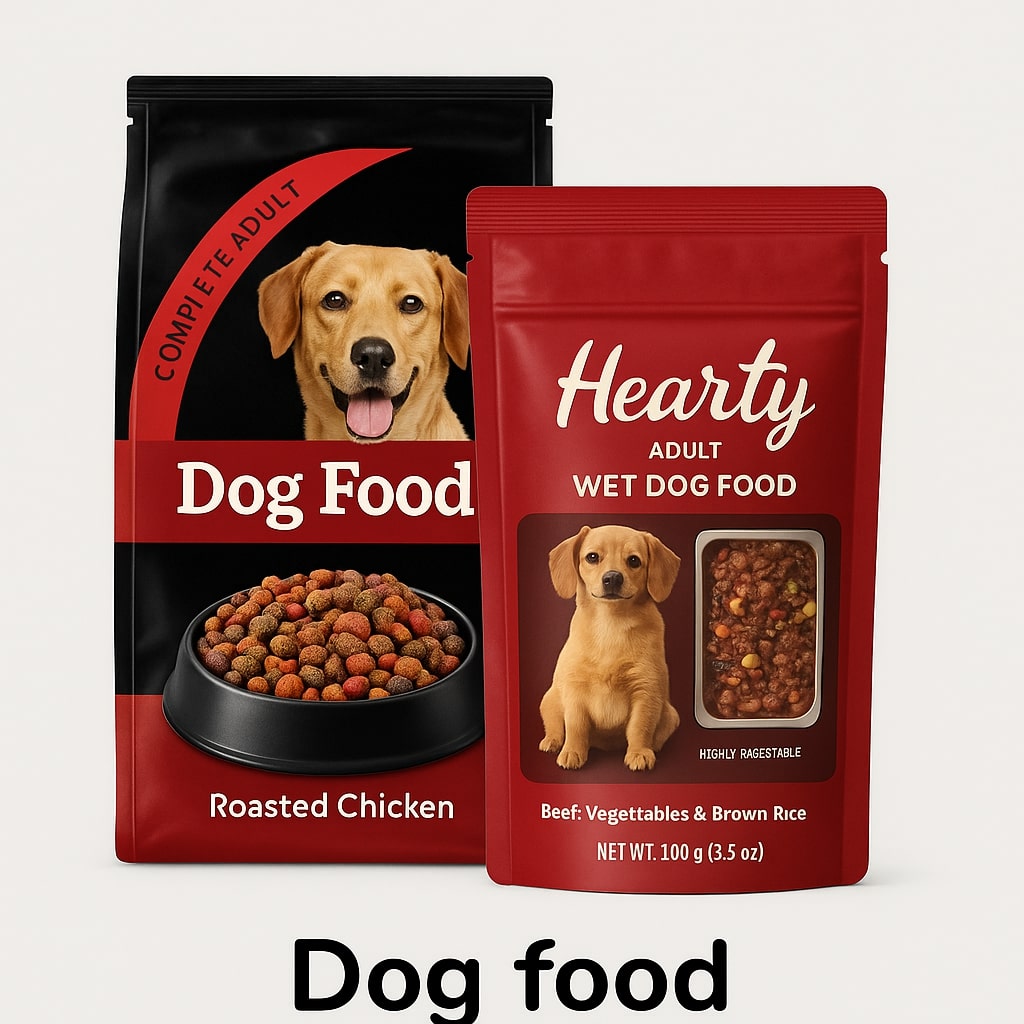 COMPIETE ADULT
Dog Food
Roasted Chicken
Hearty
ADULT
WET DOG FOOD
HIGHLY RAGESTABLE
Beef: Vegettables & Brown Rice
NET WT. 100 g (3.5 oz)
Dog food